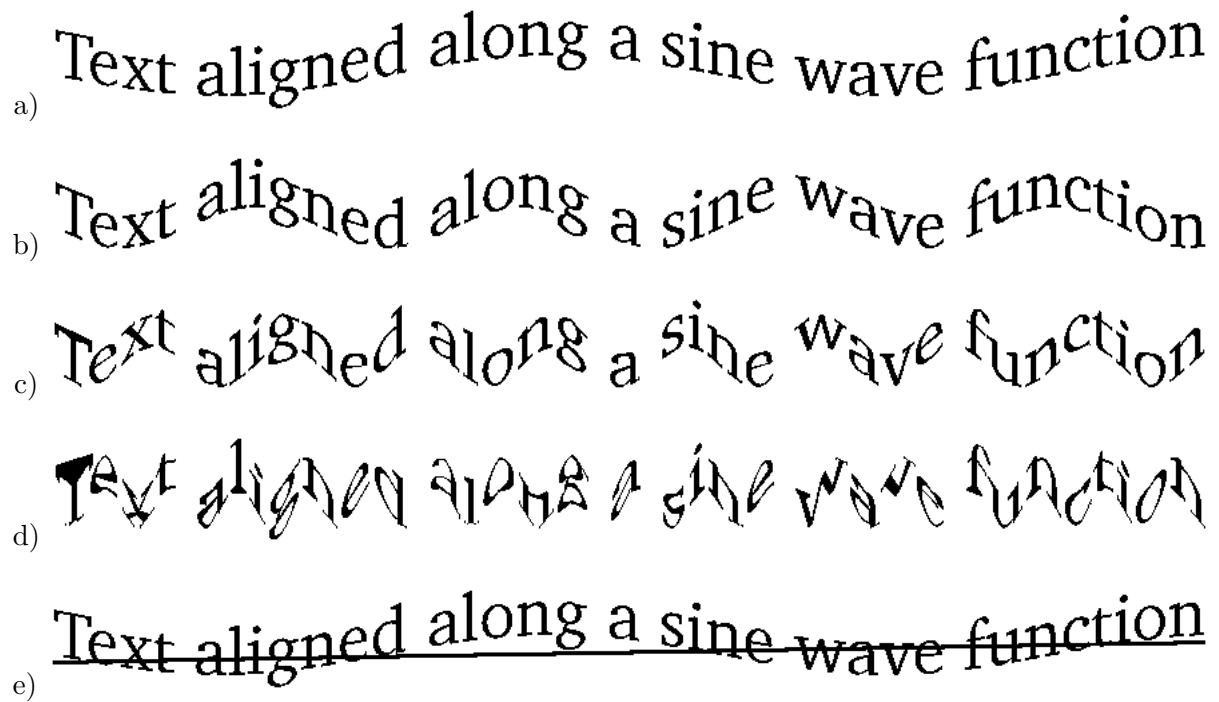 a) Text aligned along a sine wave function
b) Text aligned along a sine wave function
c) Text aligned along a sine wave function
d) Text aligned along a sine wave function
e) Text aligned along a sine wave function